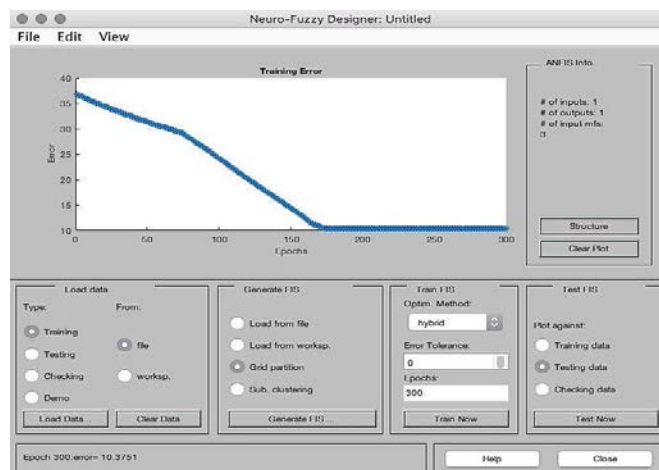 Neuro-Fuzzy Designer: Untitled
File Edit View
Training Error
40
35
30
25
20
15
10
Error
0 50 100 150 200 250 300
Epochs
ANFIS Info.
# of inputs: 1
# of outputs: 1
# of input mfs:
3
Structure
Clear Plot
Load data
Type: From:
Training
Testing
Checking
Demo
file
worksp.
Load Data... Clear Data
Generate FIS
Load from file
Load from worksp.
Grid partition
Sub. clustering
Generate FIS ...
Train FIS
Optim. Method:
hybrid
Error Tolerance:
0
Epochs:
300
Train Now
Test FIS
Plot against:
Training data
Testing data
Checking data
Test Now
Epoch 300:error= 10.3751
Help Close